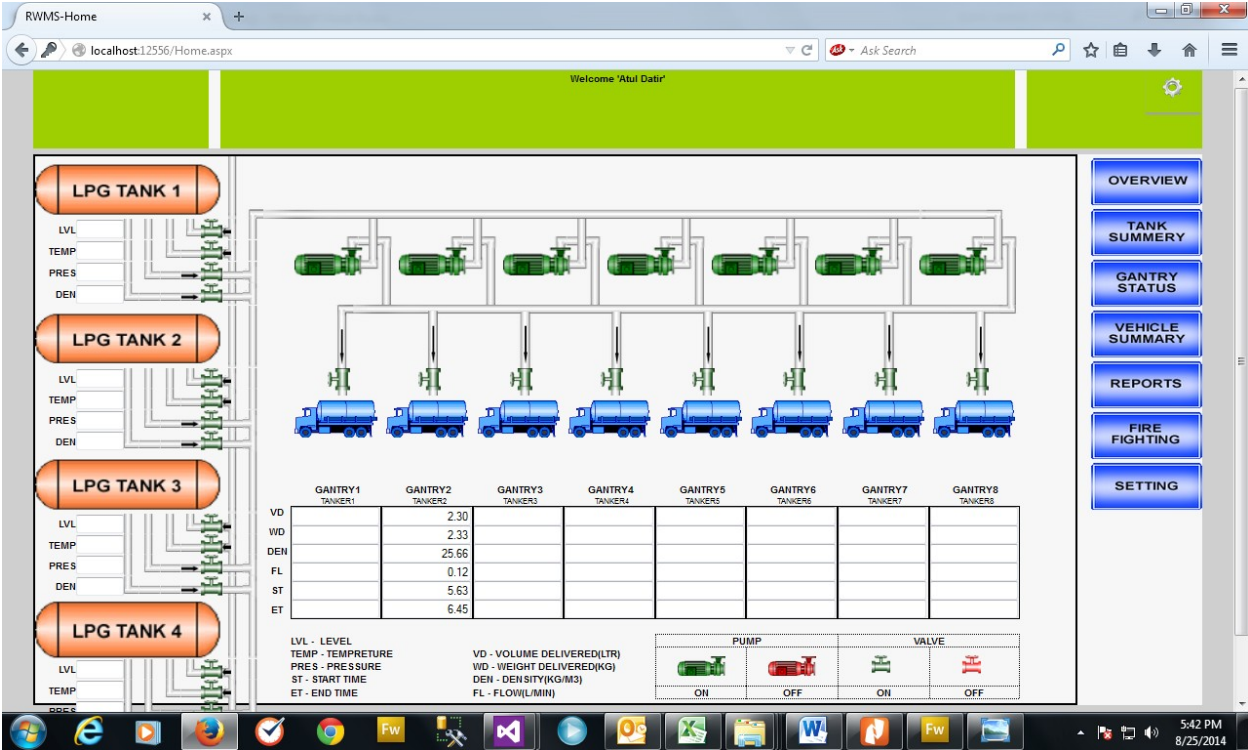 RWMS-Home
localhost:12556/Home.aspx
Ask Search
Welcome 'Atul Datir'
LPG TANK 1
LVL
TEMP
PRES
DEN
LPG TANK 2
LVL
TEMP
PRES
DEN
LPG TANK 3
LVL
TEMP
PRES
DEN
LPG TANK 4
LVL
TEMP
PRES
OVERVIEW
TANK
SUMMERY
GANTRY
STATUS
VEHICLE
SUMMARY
REPORTS
FIRE
FIGHTING
SETTING
GANTRY1 GANTRY2 GANTRY3 GANTRY4 GANTRY5 GANTRY6 GANTRY7 GANTRY8
TANKER1 TANKER2 TANKER3 TANKER4 TANKER5 TANKER6 TANKER7 TANKER8
VD 2.30
WD 2.33
DEN 25.66
FL 0.12
ST 5.63
ET 6.45
LVL - LEVEL
TEMP - TEMPRETURE
PRES - PRESSURE
ST - START TIME
ET - END TIME
VD - VOLUME DELIVERED(LTR)
WD - WEIGHT DELIVERED(KG)
DEN - DENSITY(KG/M3)
FL - FLOW(L/MIN)
PUMP VALVE
ON OFF ON OFF
Fw
Fw
5:42 PM
8/25/2014